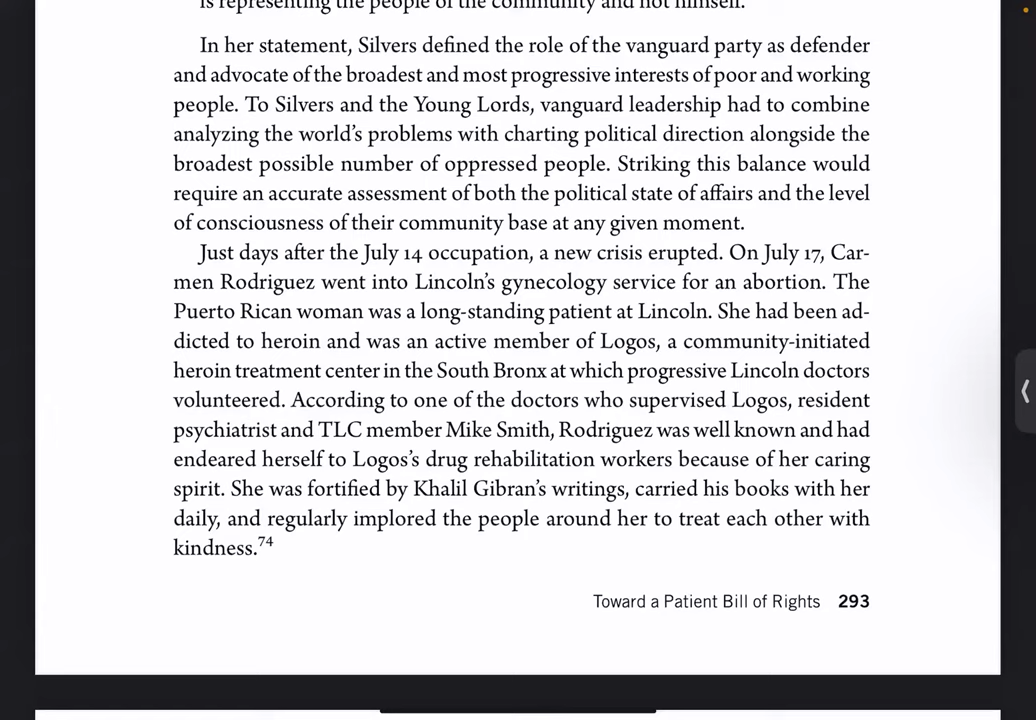 is representing the people of the community and not himself.
In her statement, Silvers defined the role of the vanguard party as defender
and advocate of the broadest and most progressive interests of poor and working
people. To Silvers and the Young Lords, vanguard leadership had to combine
analyzing the world’s problems with charting political direction alongside the
broadest possible number of oppressed people. Striking this balance would
require an accurate assessment of both the political state of affairs and the level
of consciousness of their community base at any given moment.
Just days after the July 14 occupation, a new crisis erupted. On July 17, Car-
men Rodriguez went into Lincoln’s gynecology service for an abortion. The
Puerto Rican woman was a long-standing patient at Lincoln. She had been ad-
dicted to heroin and was an active member of Logos, a community-initiated
heroin treatment center in the South Bronx at which progressive Lincoln doctors
volunteered. According to one of the doctors who supervised Logos, resident
psychiatrist and TLC member Mike Smith, Rodriguez was well known and had
endeared herself to Logos’s drug rehabilitation workers because of her caring
spirit. She was fortified by Khalil Gibran’s writings, carried his books with her
daily, and regularly implored the people around her to treat each other with
kindness.74
Toward a Patient Bill of Rights 293